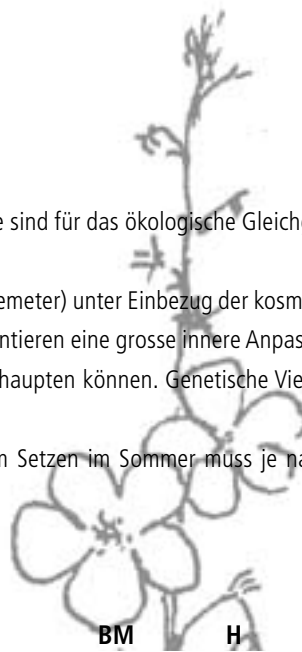 e sind für das ökologische Gleich
emeter) unter Einbezug der kosm
ntieren eine grosse innere Anpas
haupten können. Genetische Vie
n Setzen im Sommer muss je na
BM H